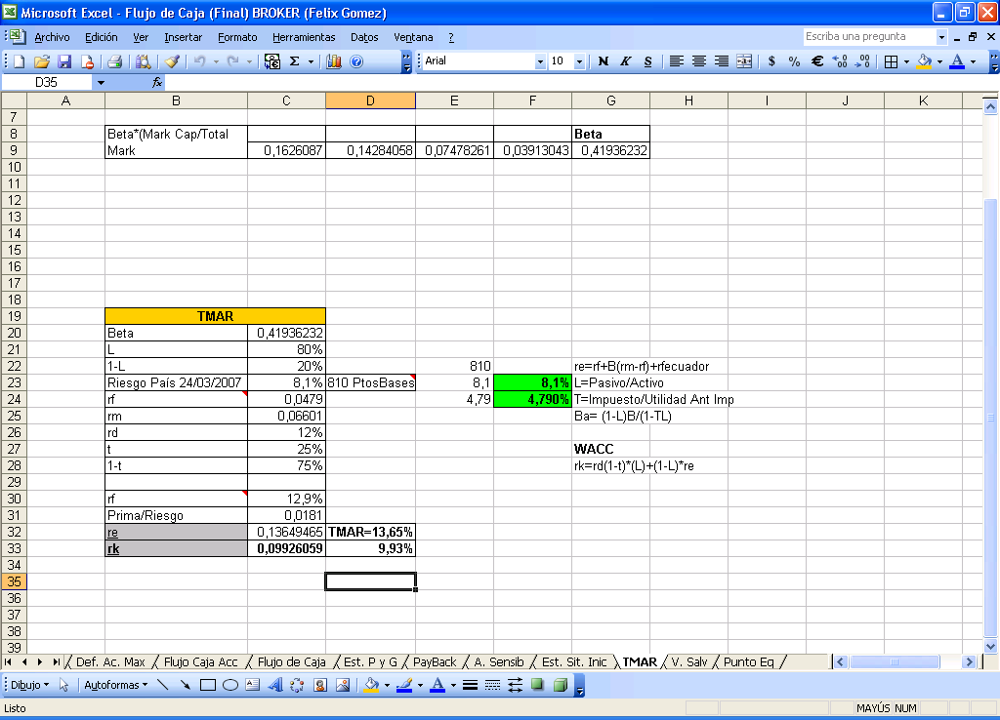 Microsoft Excel - Flujo de Caja (Final) BROKER (Felix Gomez)
Archivo Edición Ver Insertar Formato Herramientas Datos Ventana ? Escriba una pregunta
Arial 10 N K S $ % €
D35 fx
A B C D E F G H I J K
7
8 Beta*(Mark Cap/Total Beta
9 Mark 0,1626087 0,14284058 0,07478261 0,03913043 0,41936232
10
11
12
13
14
15
16
17
18
19 TMAR
20 Beta 0,41936232
21 L 80%
22 1-L 20% 810 re=rf+B(rm-rf)+rfecuador
23 Riesgo País 24/03/2007 8,1% 810 PtosBases 8,1 8,1% L=Pasivo/Activo
24 rf 0,0479 4,79 4,790% T=Impuesto/Utilidad Ant Imp
25 rm 0,06601 Ba= (1-L)B/(1-TL)
26 rd 12%
27 t 25% WACC
28 1-t 75% rk=rd(1-t)*(L)+(1-L)*re
29
30 rf 12,9%
31 Prima/Riesgo 0,0181
32 re 0,13649465 TMAR=13,65%
33 rk 0,09926059 9,93%
34
35
36
37
38
39
Def. Ac. Max Flujo Caja Acc Flujo de Caja Est. P y G PayBack A. Sensib Est. Sit. Inic TMAR V. Salv Punto Eq
Dibujo Autoformas
Listo MAYÚS NUM